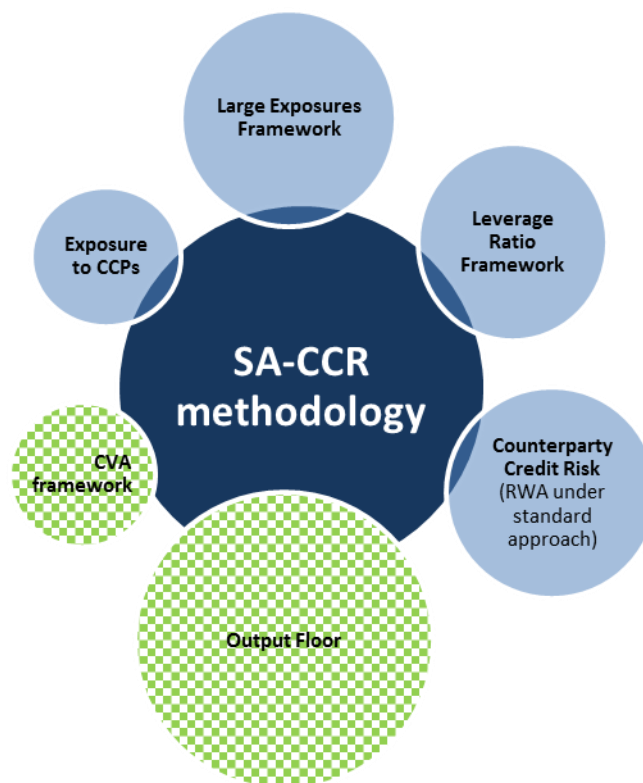 Large Exposures
Framework
Leverage
Ratio
Framework
Exposure
to CCPs
SA-CCR
methodology
Counterparty
Credit Risk
(RWA under
standard
approach)
CVA
framework
Output Floor